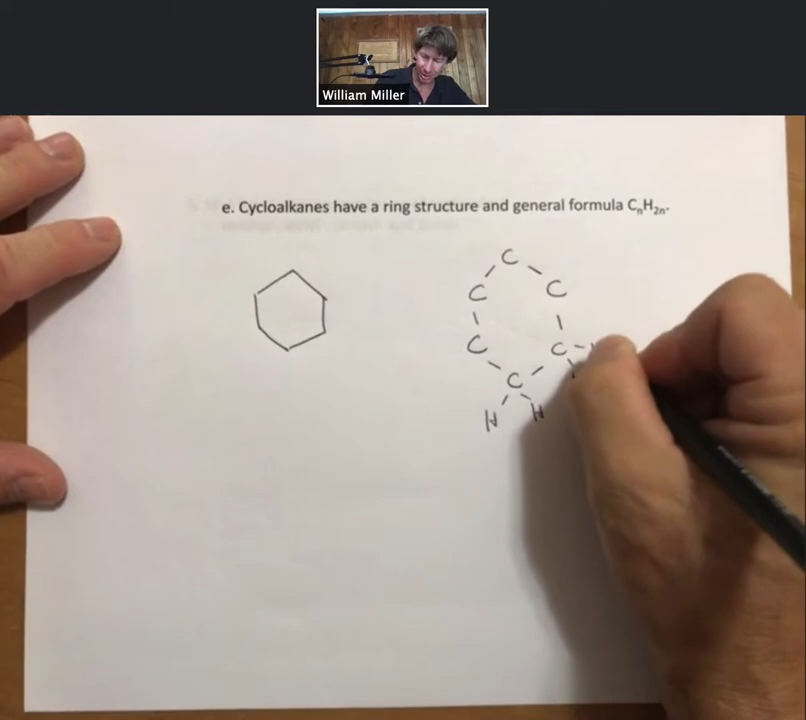 William Miller
e. Cycloalkanes have a ring structure and general formula CₙH₂ₙ.
C
C C
C C
C
H H